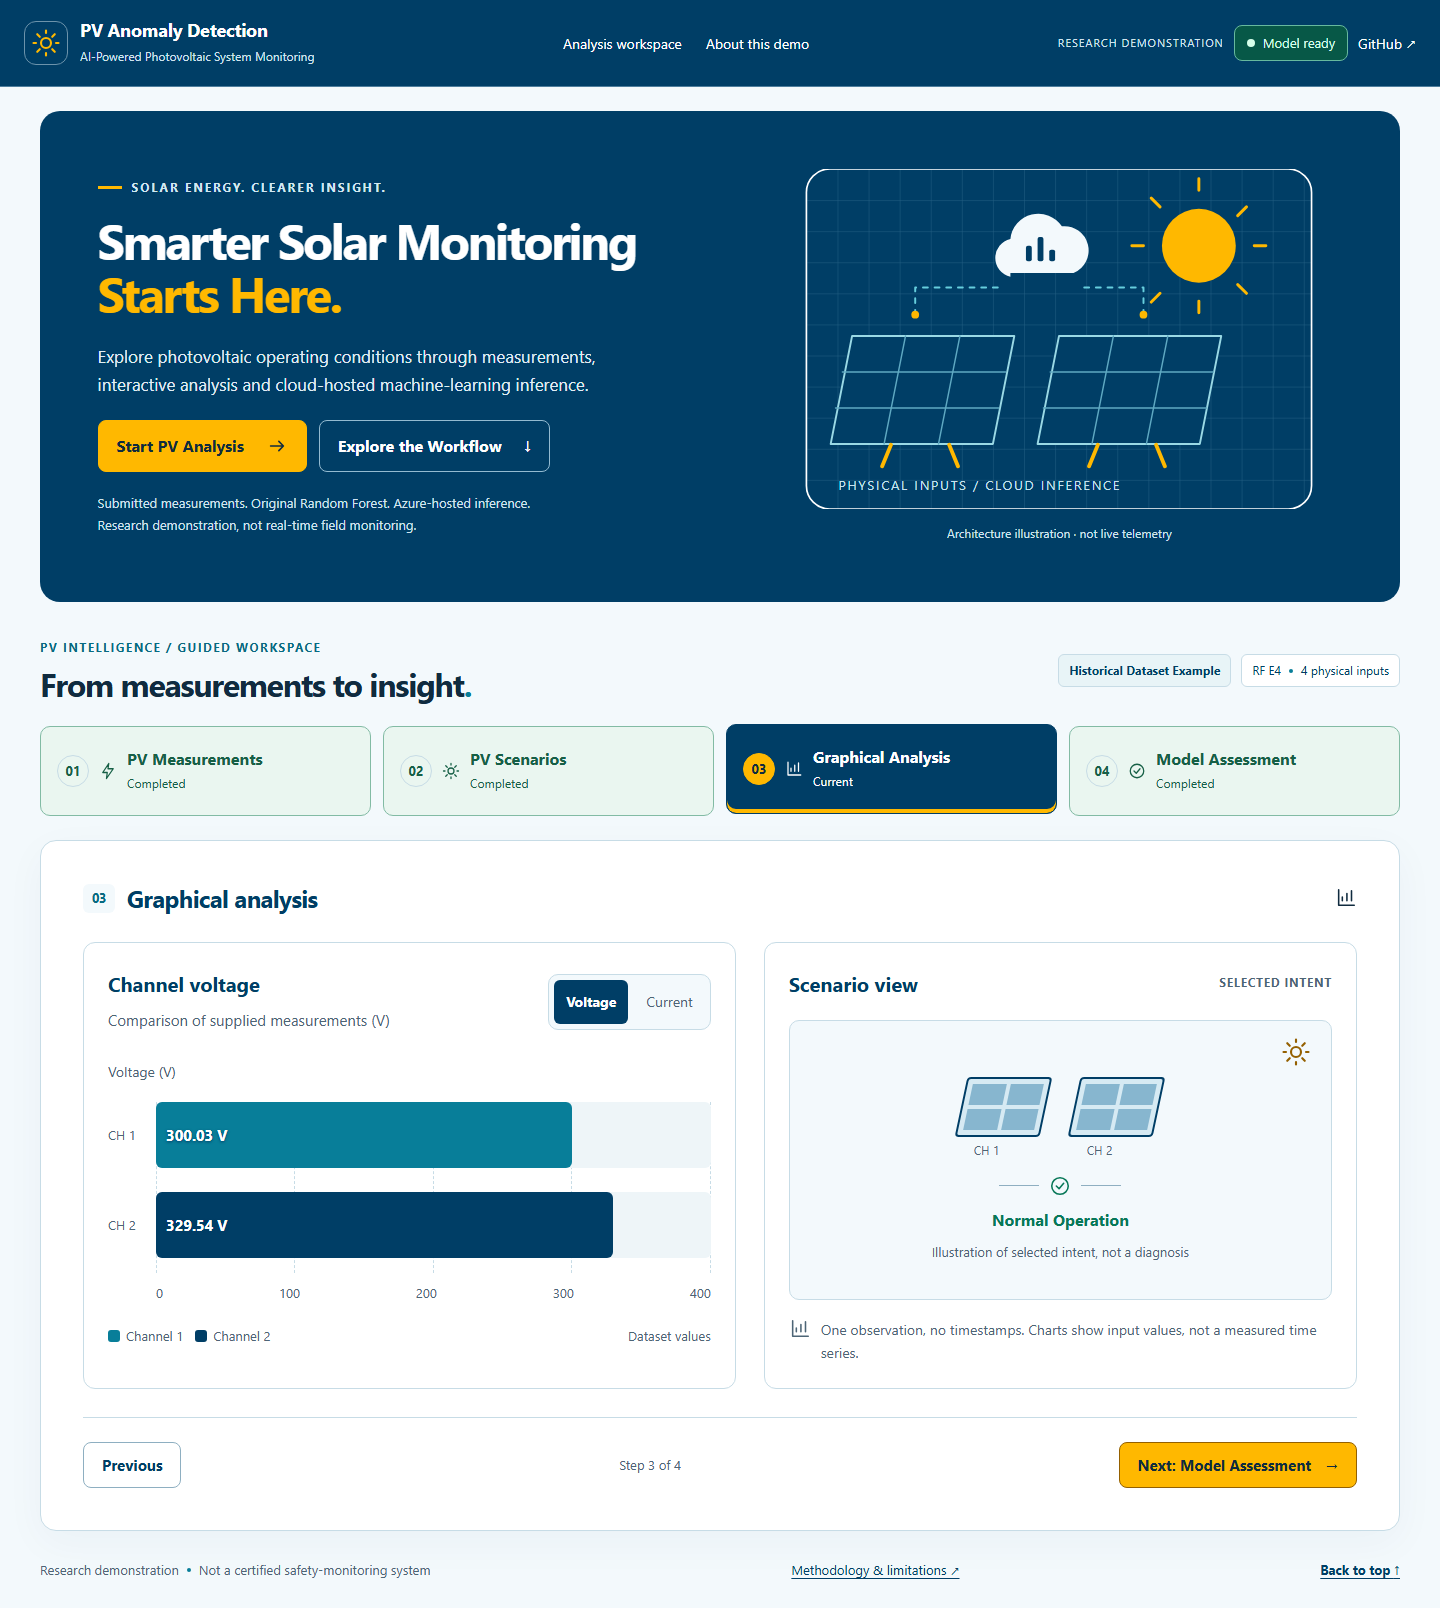 PV Anomaly Detection
AI-Powered Photovoltaic System Monitoring
Analysis workspace
About this demo
RESEARCH DEMONSTRATION
Model ready
GitHub ↗
SOLAR ENERGY. CLEARER INSIGHT.
Smarter Solar Monitoring
Starts Here.
Explore photovoltaic operating conditions through measurements,
interactive analysis and cloud-hosted machine-learning inference.
Start PV Analysis →
Explore the Workflow ↓
Submitted measurements. Original Random Forest. Azure-hosted inference.
Research demonstration, not real-time field monitoring.
PHYSICAL INPUTS / CLOUD INFERENCE
Architecture illustration · not live telemetry
PV INTELLIGENCE / GUIDED WORKSPACE
From measurements to insight.
Historical Dataset Example
RF E4 • 4 physical inputs
01
PV Measurements
Completed
02
PV Scenarios
Completed
03
Graphical Analysis
Current
04
Model Assessment
Completed
03
Graphical analysis
Channel voltage
Comparison of supplied measurements (V)
Voltage
Current
Voltage (V)
CH 1
300.03 V
CH 2
329.54 V
0 100 200 300 400
Channel 1
Channel 2
Dataset values
Scenario view
SELECTED INTENT
CH 1
CH 2
Normal Operation
Illustration of selected intent, not a diagnosis
One observation, no timestamps. Charts show input values, not a measured time
series.
Previous
Step 3 of 4
Next: Model Assessment →
Research demonstration • Not a certified safety-monitoring system
Methodology & limitations ↗
Back to top ↑